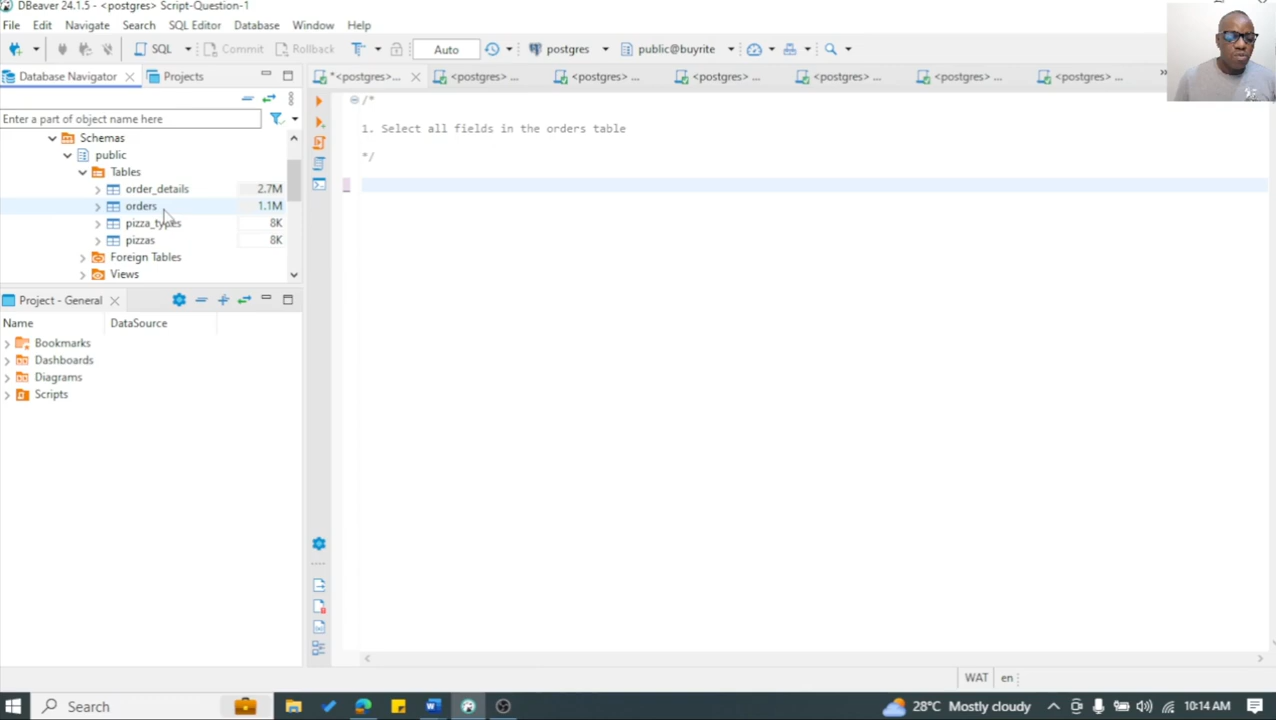 DBeaver 24.1.5 - <postgres> Script-Question-1
File Edit Navigate Search SQL Editor Database Window Help
SQL Commit Rollback Auto postgres public@buyrite
Database Navigator Projects
*<postgres>... <postgres> ... <postgres> ... <postgres> ... <postgres> ... <postgres> ... <postgres> ...
Enter a part of object name here
Schemas
public
Tables
order_details 2.7M
orders 1.1M
pizza_types 8K
pizzas 8K
Foreign Tables
Views
Project - General
Name DataSource
Bookmarks
Dashboards
Diagrams
Scripts
/*
1. Select all fields in the orders table
*/
WAT en
Search
28°C Mostly cloudy
10:14 AM